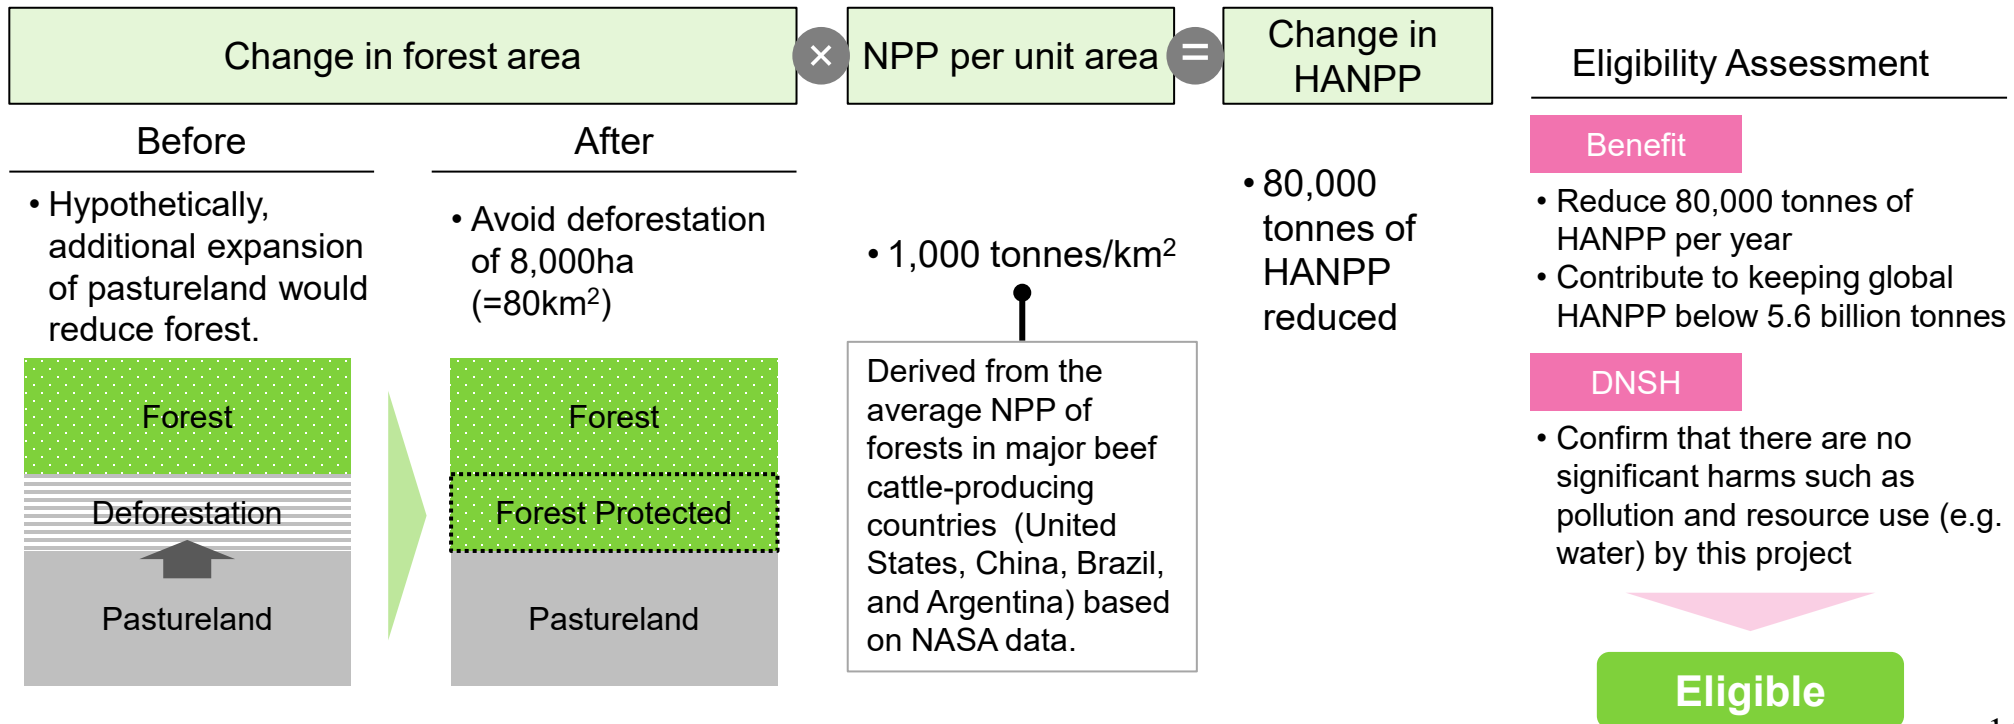 Change in forest area
×
NPP per unit area
=
Change in
HANPP
Before
• Hypothetically,
additional expansion
of pastureland would
reduce forest.
Forest
Deforestation
Pastureland
After
• Avoid deforestation
of 8,000ha
(=80km²)
Forest
Forest Protected
Pastureland
• 1,000 tonnes/km²
Derived from the
average NPP of
forests in major beef
cattle-producing
countries (United
States, China, Brazil,
and Argentina) based
on NASA data.
• 80,000
tonnes of
HANPP
reduced
Eligibility Assessment
Benefit
• Reduce 80,000 tonnes of
HANPP per year
• Contribute to keeping global
HANPP below 5.6 billion tonnes
DNSH
• Confirm that there are no
significant harms such as
pollution and resource use (e.g.
water) by this project
Eligible